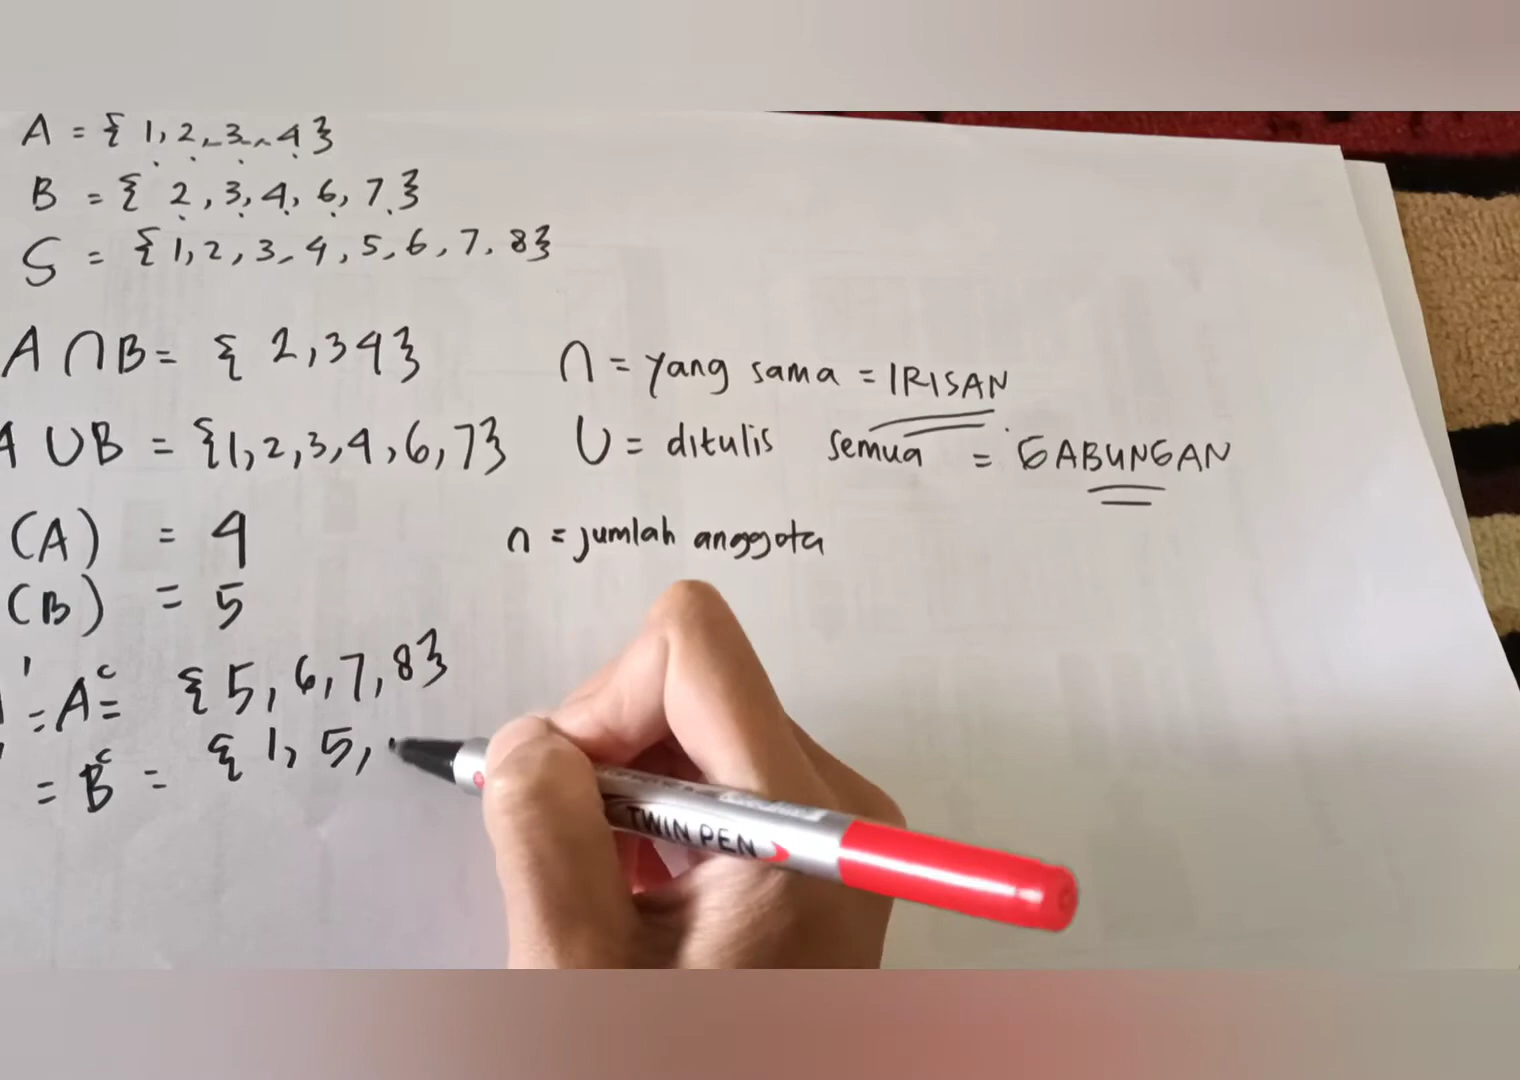 A = { 1, 2, 3, 4 }
B = { 2, 3, 4, 6, 7 }
S = { 1, 2, 3, 4, 5, 6, 7, 8 }
A ∩ B = { 2, 3 4 } ∩ = yang sama = IRISAN
A ∪ B = { 1, 2, 3, 4, 6, 7 } ∪ = ditulis semua = GABUNGAN
(A) = 4 n = jumlah anggota
(B) = 5
' = Aᶜ = { 5, 6, 7, 8 }
' = Bᶜ = { 1, 5,
TWIN PEN